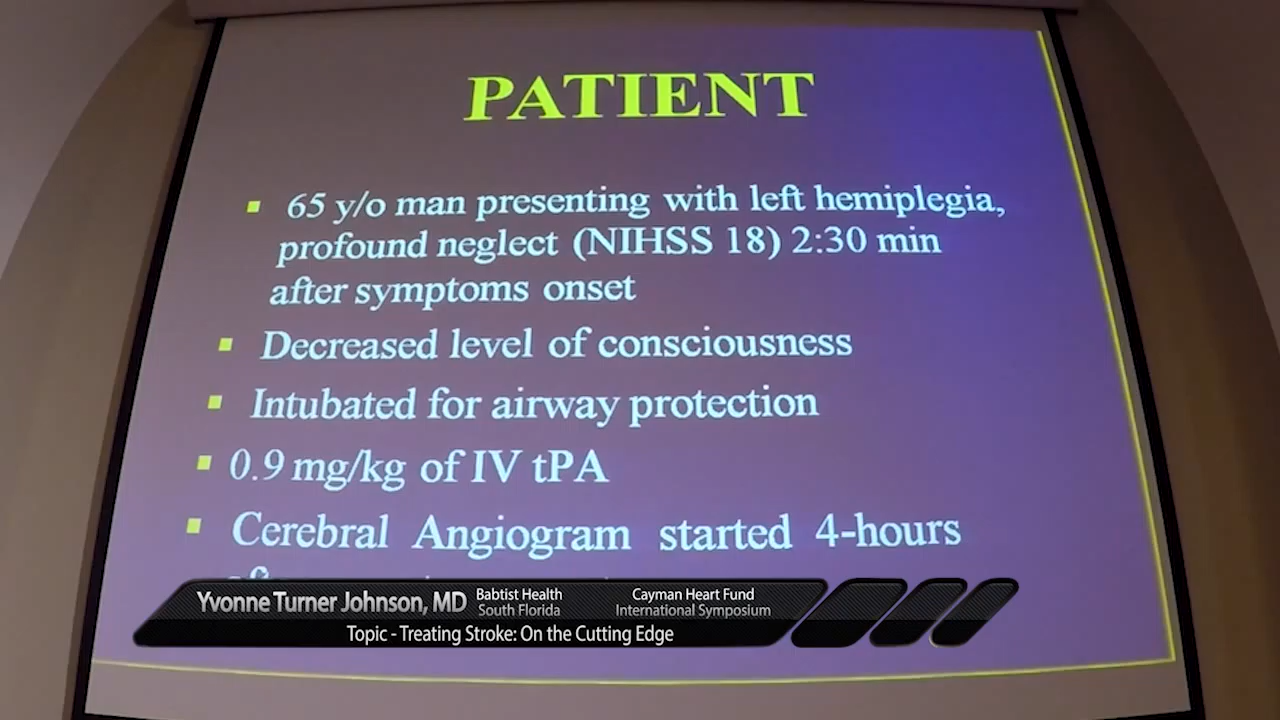 PATIENT
65 y/o man presenting with left hemiplegia,
profound neglect (NIHSS 18) 2:30 min
after symptoms onset
Decreased level of consciousness
Intubated for airway protection
0.9 mg/kg of IV tPA
Cerebral Angiogram started 4-hours
Yvonne Turner Johnson, MD
Babtist Health
South Florida
Cayman Heart Fund
International Symposium
Topic - Treating Stroke: On the Cutting Edge